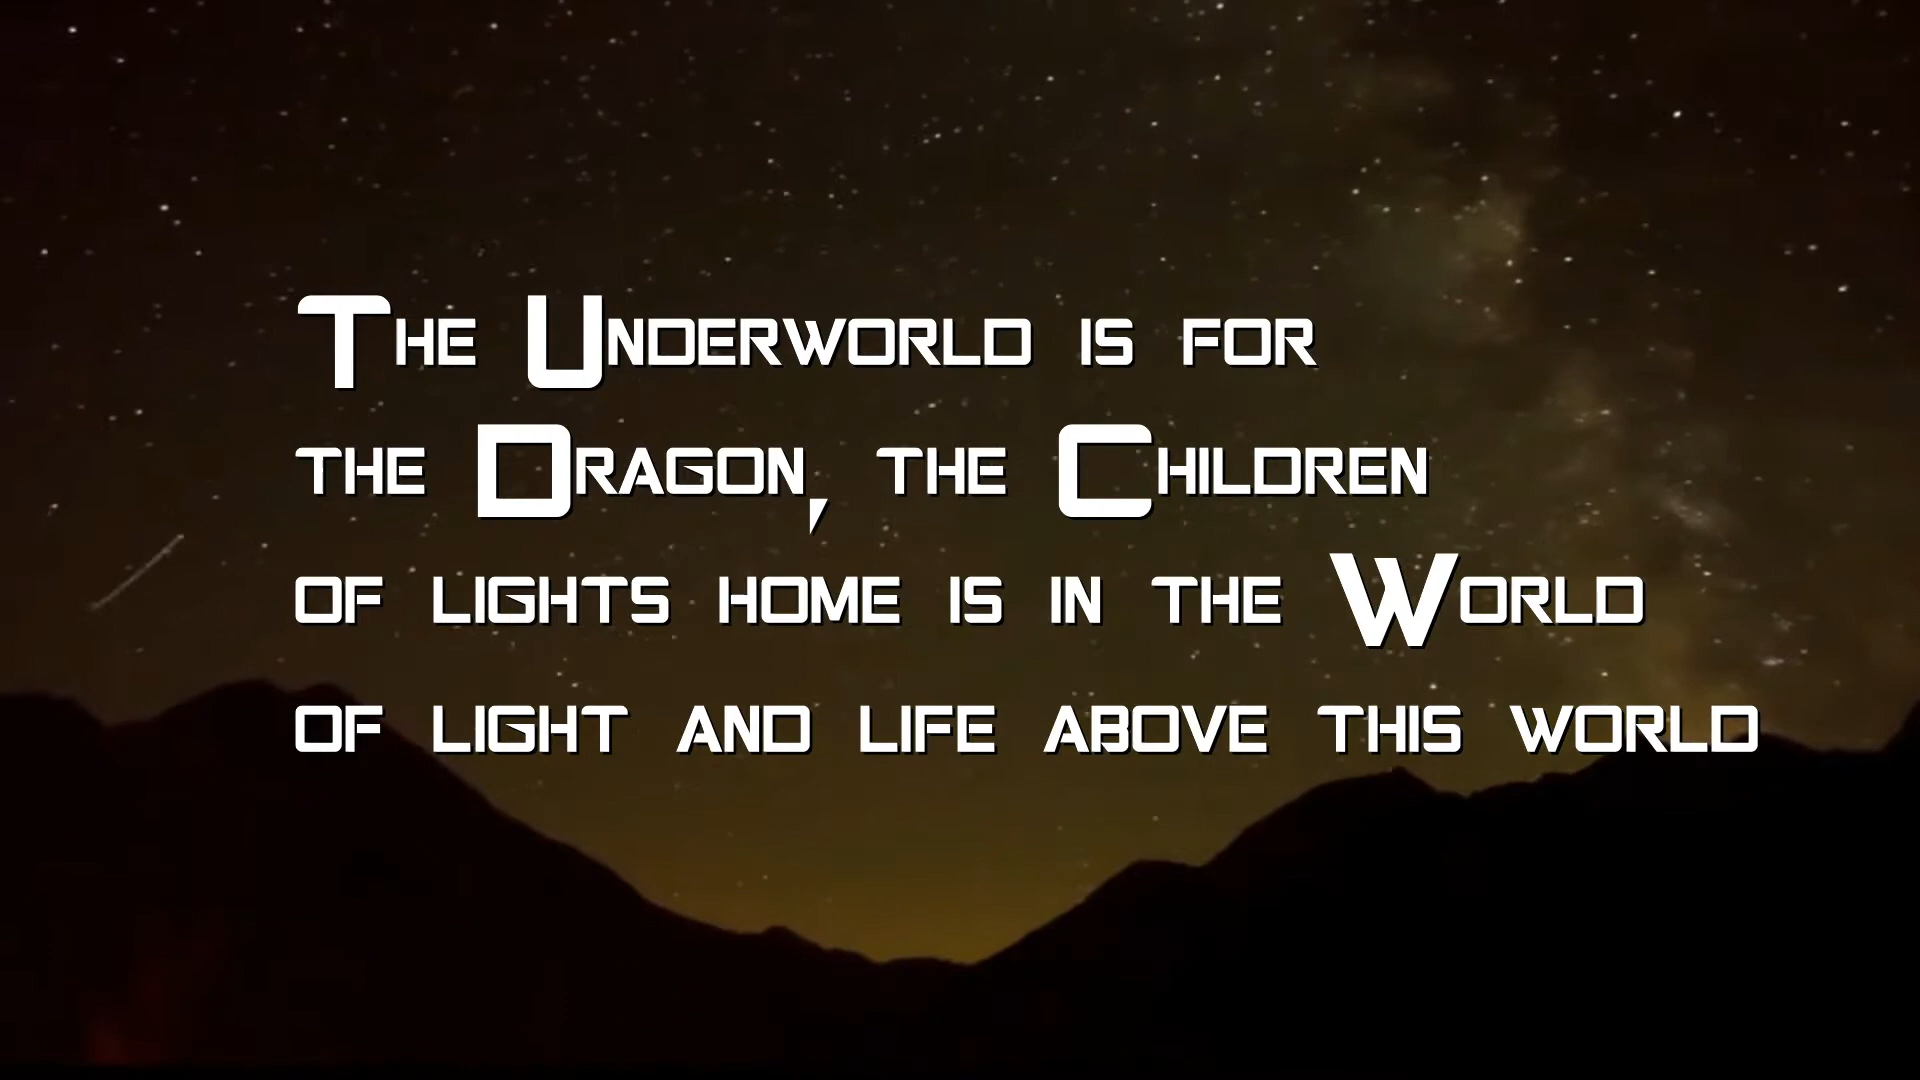 The Underworld is for
the Dragon, the Children
of lights home is in the World
of light and life above this world